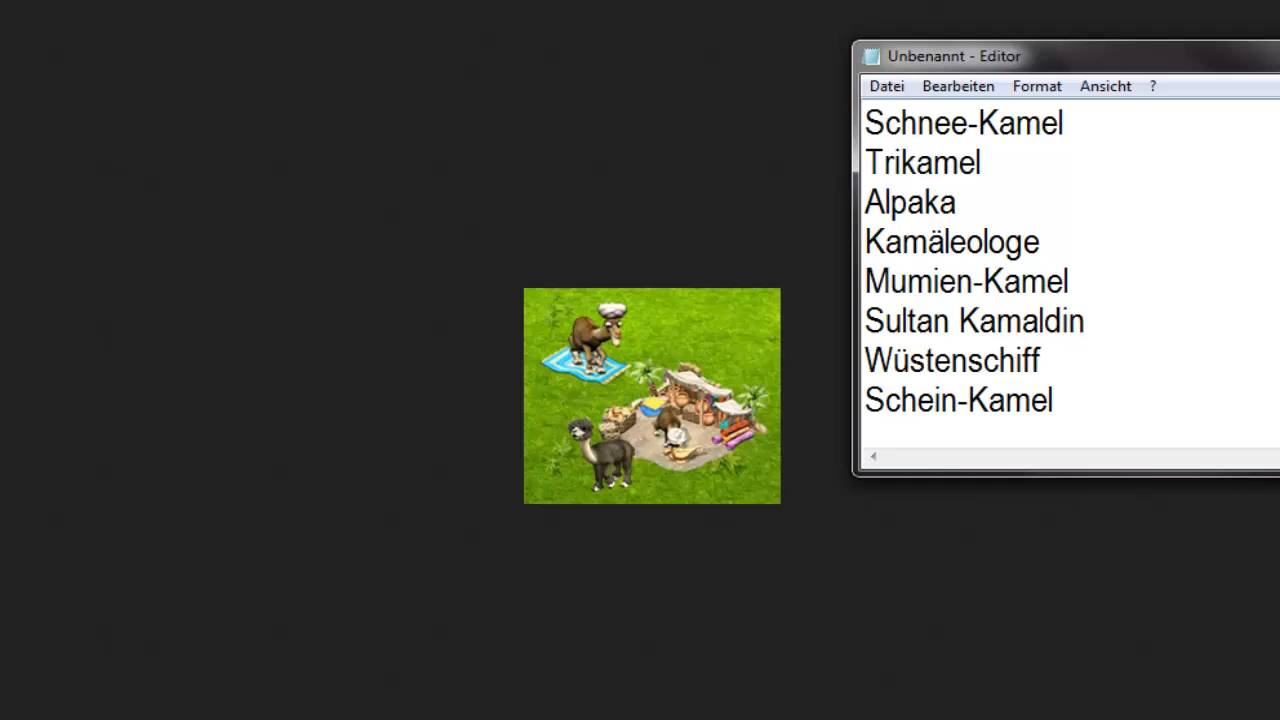 Unbenannt - Editor
Datei Bearbeiten Format Ansicht ?
Schnee-Kamel
Trikamel
Alpaka
Kamäleologe
Mumien-Kamel
Sultan Kamaldin
Wüstenschiff
Schein-Kamel